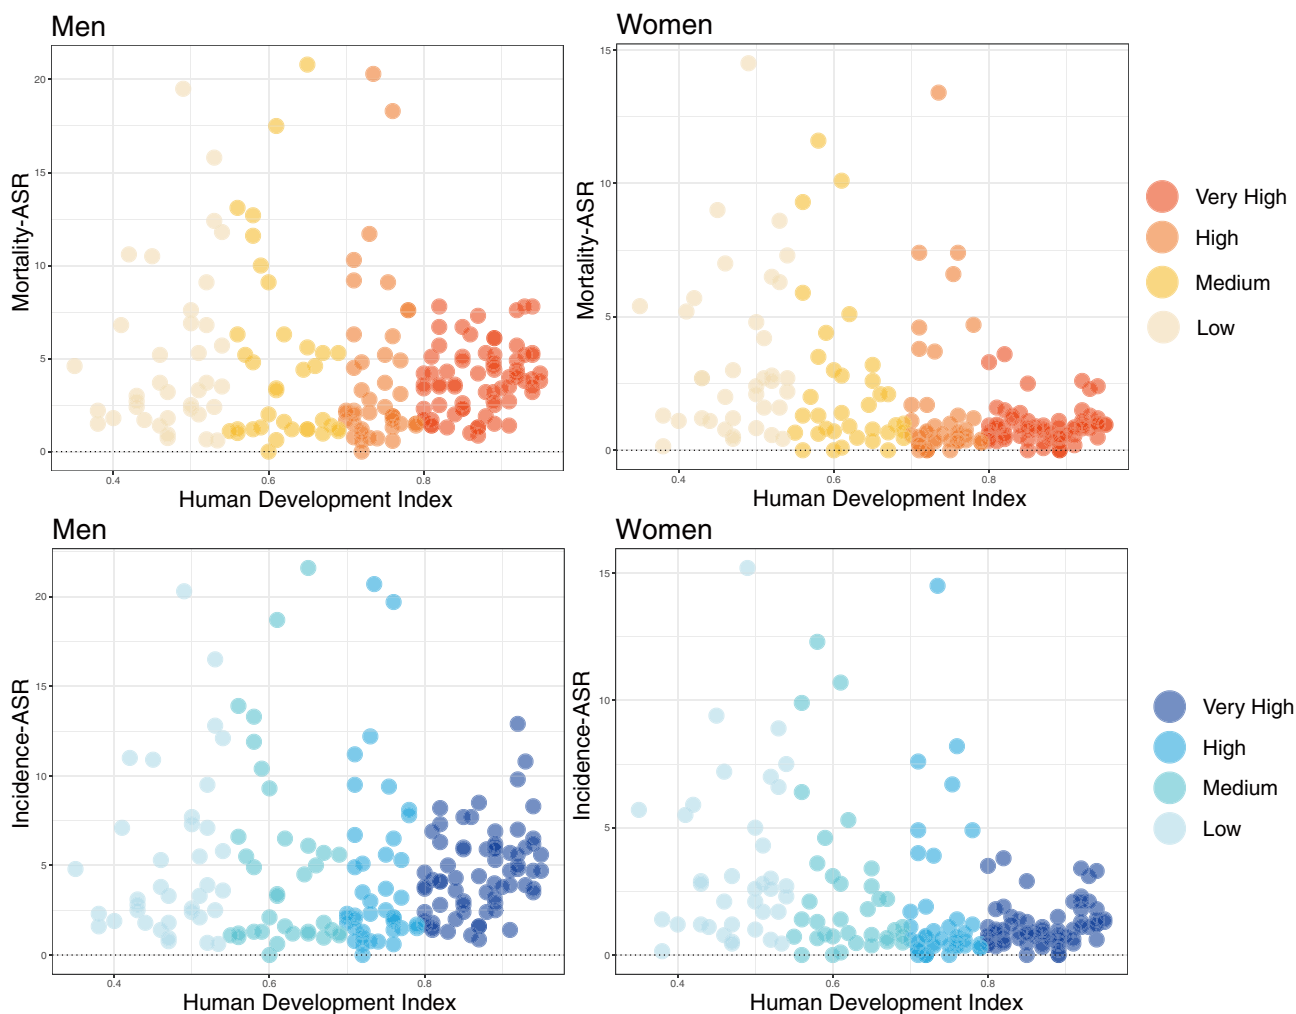 Men
Women
20
15
10
5
0
Mortality-ASR
0.4
0.6
0.8
Human Development Index
15
10
5
0
Mortality-ASR
0.4
0.6
0.8
Human Development Index
Very High
High
Medium
Low
Men
Women
20
15
10
5
0
Incidence-ASR
0.4
0.6
0.8
Human Development Index
15
10
5
0
Incidence-ASR
0.4
0.6
0.8
Human Development Index
Very High
High
Medium
Low